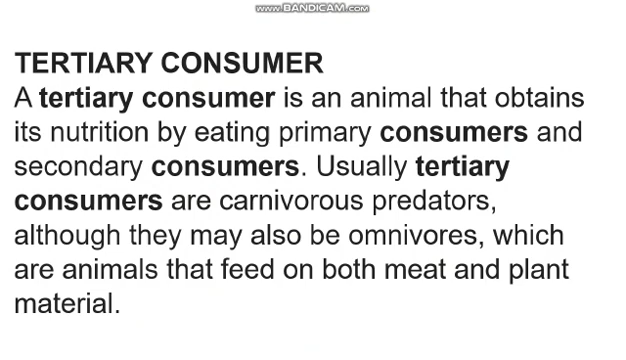 www.BANDICAM.com
TERTIARY CONSUMER
A tertiary consumer is an animal that obtains
its nutrition by eating primary consumers and
secondary consumers. Usually tertiary
consumers are carnivorous predators,
although they may also be omnivores, which
are animals that feed on both meat and plant
material.